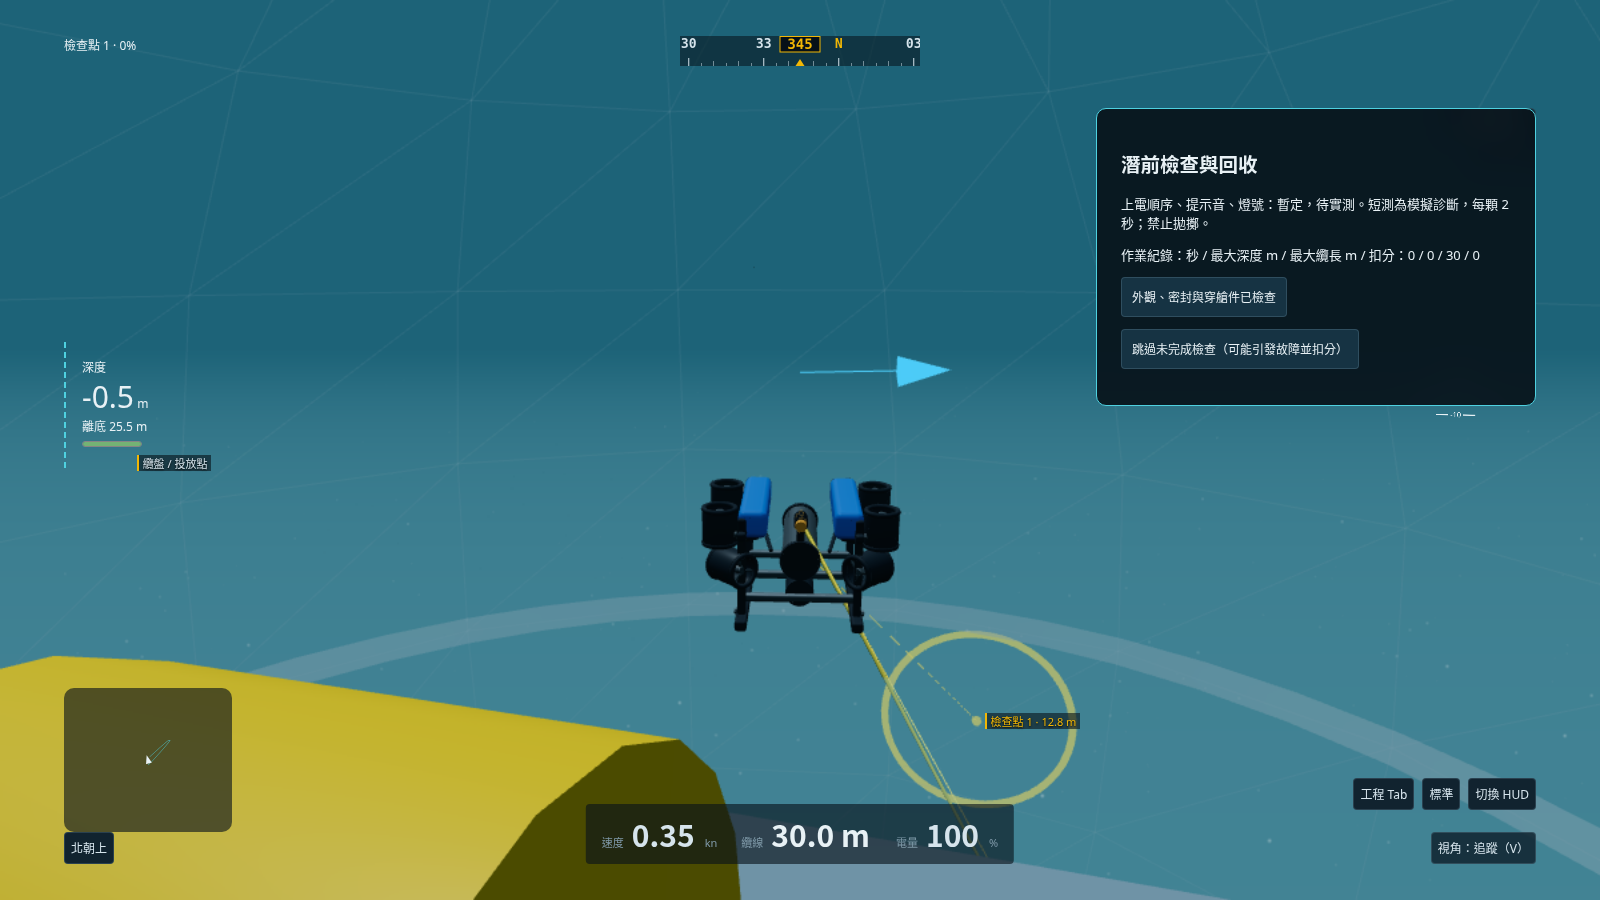 檢查點 1 · 0%
30 33 345 N 03
潛前檢查與回收
上電順序、提示音、燈號：暫定，待實測。短測為模擬診斷，每顆 2
秒；禁止拋擲。
作業紀錄：秒 / 最大深度 m / 最大纜長 m / 扣分：0 / 0 / 30 / 0
外觀、密封與穿艙件已檢查
跳過未完成檢查（可能引發故障並扣分）
-10
深度
-0.5 m
離底 25.5 m
纜盤 / 投放點
檢查點 1 · 12.8 m
工程 Tab 標準 切換 HUD
速度 0.35 kn 纜線 30.0 m 電量 100 %
北朝上
視角：追蹤（V）